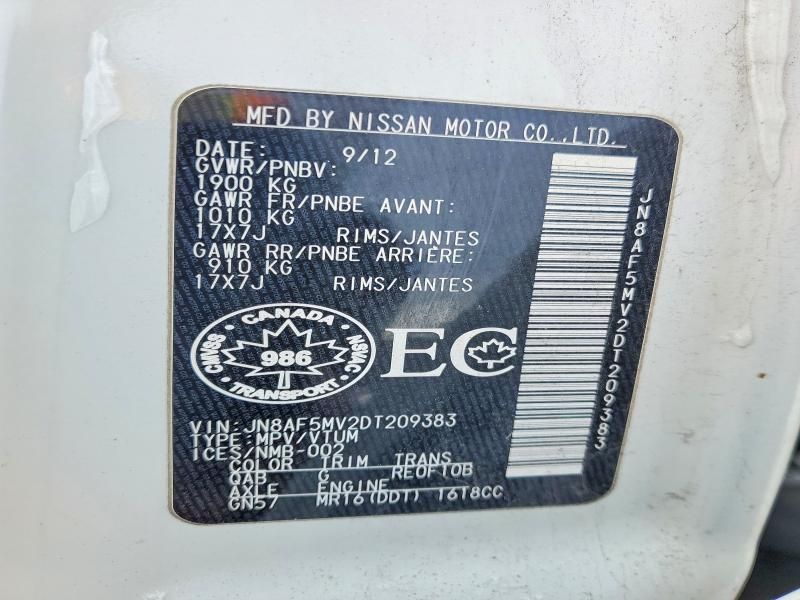 MFD BY NISSAN MOTOR CO.,LTD.
DATE: 9/12
GVWR/PNBV:
1900 KG
GAWR FR/PNBE AVANT:
1010 KG
17X7J RIMS/JANTES
GAWR RR/PNBE ARRIÈRE:
910 KG
17X7J RIMS/JANTES
CANADA
CMVSS 986 NSVAC
TRANSPORT
EC
VIN: JN8AF5MV2DT209383
TYPE: MPV/VTUM
ICES/NMB-002
COLOR TRIM TRANS
QAB G RE0F10B
AXLE ENGINE
GN57 MR16(DDT) 1618CC
JN8AF5MV2DT209383